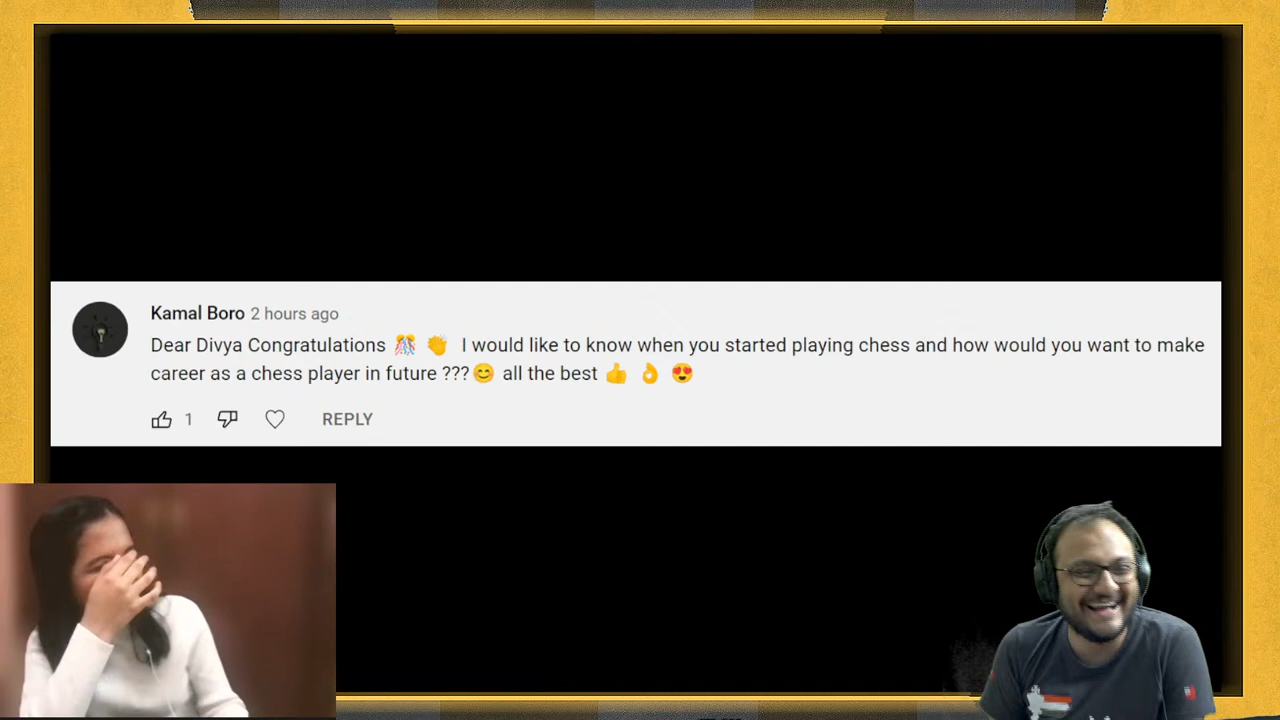 Kamal Boro 2 hours ago
Dear Divya Congratulations 🎊 👏 I would like to know when you started playing chess and how would you want to make
career as a chess player in future ???😊 all the best 👍 👌 😍
1 REPLY